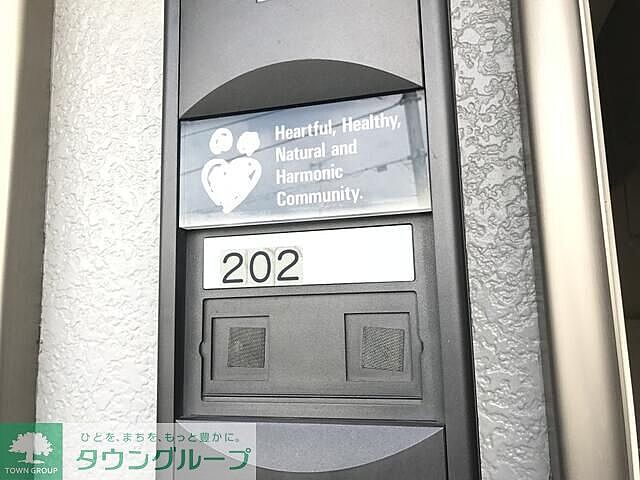 Heartful, Healthy,
Natural and
Harmonic
Community.
202
ひとを、まちを、もっと豊かに。
タウングループ
TOWN GROUP